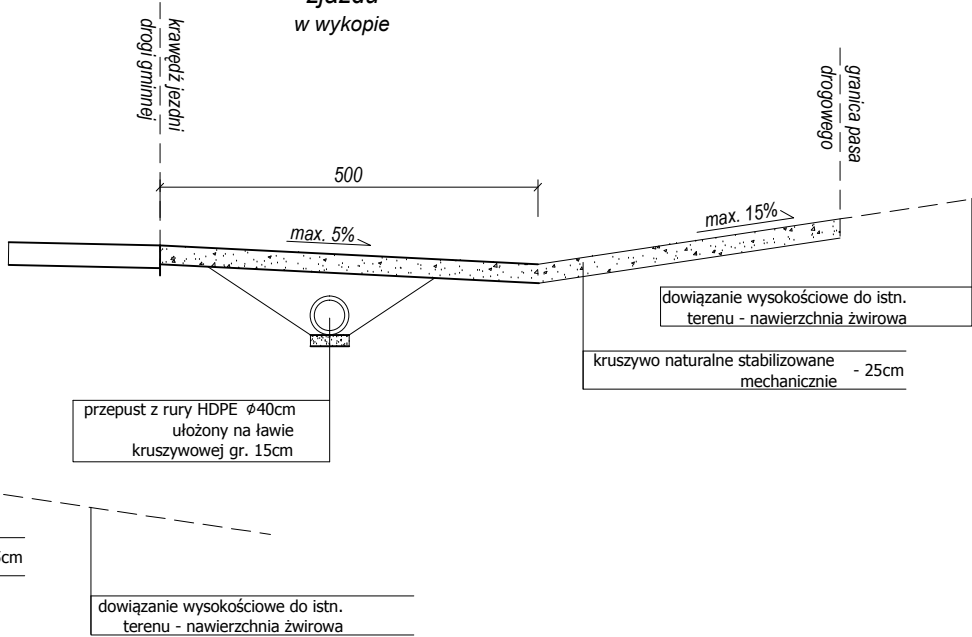 zjazdu
w wykopie
krawędź jezdni
drogi gminnej
granica pasa
drogowego
500
max. 5%
max. 15%
dowiązanie wysokościowe do istn.
terenu - nawierzchnia żwirowa
kruszywo naturalne stabilizowane
mechanicznie
- 25cm
przepust z rury HDPE ⌀40cm
ułożony na ławie
kruszywowej gr. 15cm
cm
dowiązanie wysokościowe do istn.
terenu - nawierzchnia żwirowa